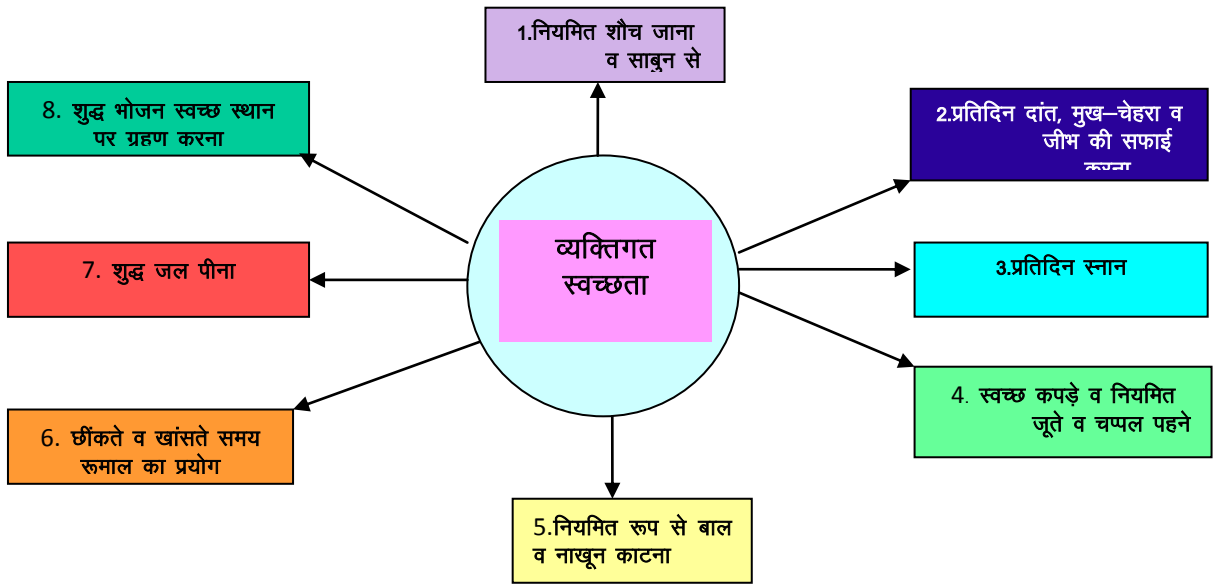 1.नियमित शौच जाना
व साबुन से
2.प्रतिदिन दांत, मुख–चेहरा व
जीभ की सफाई
करना
3.प्रतिदिन स्नान
4. स्वच्छ कपड़े व नियमित
जूते व चप्पल पहने
5.नियमित रूप से बाल
व नाखून काटना
6. छींकते व खांसते समय
रूमाल का प्रयोग
7. शुद्ध जल पीना
8. शुद्ध भोजन स्वच्छ स्थान
पर ग्रहण करना
व्यक्तिगत
स्वच्छता